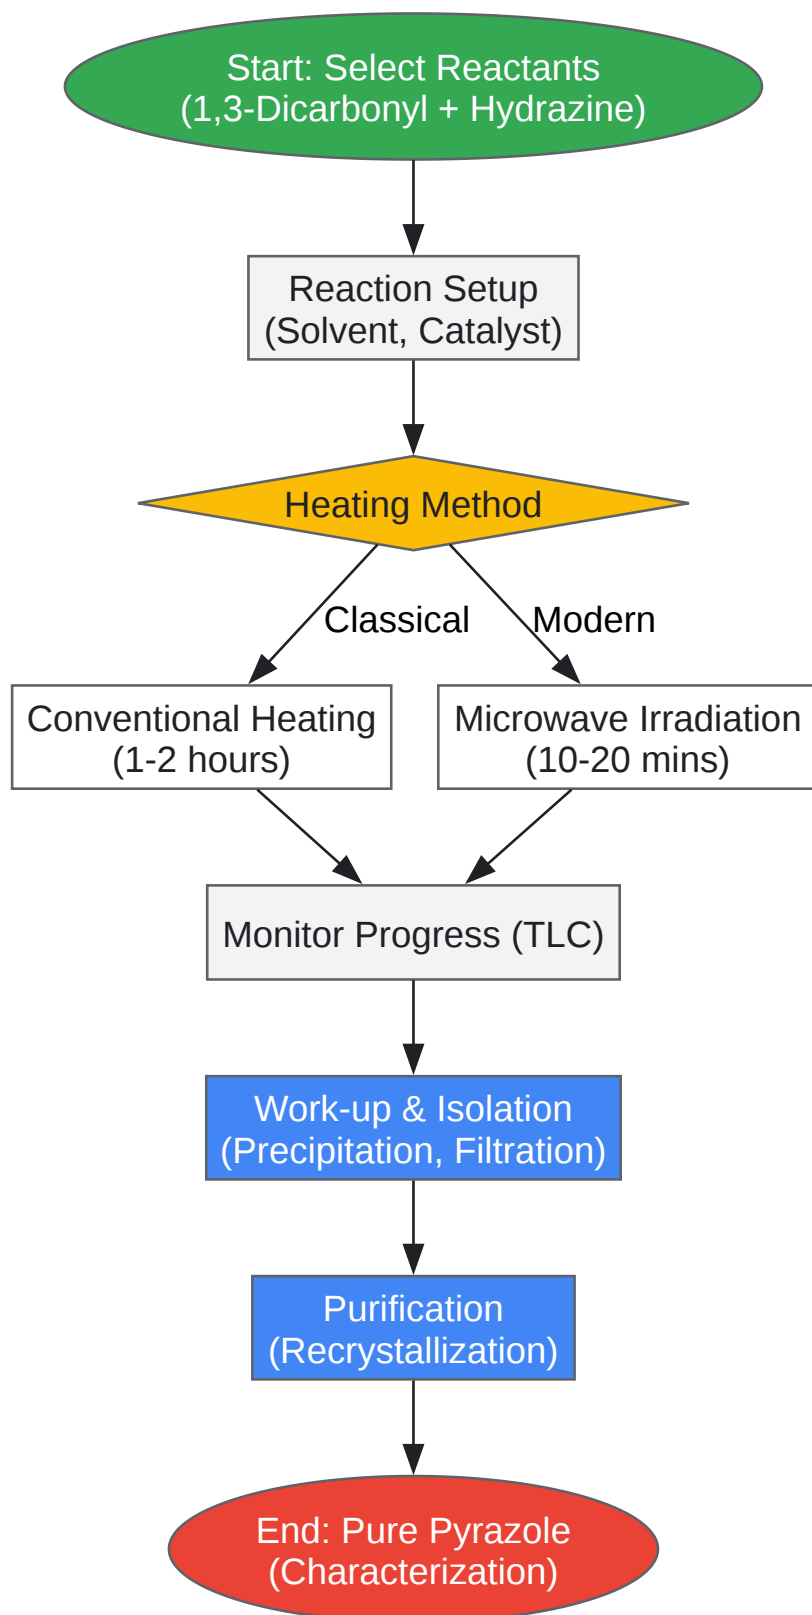 Start: Select Reactants
(1,3-Dicarbonyl + Hydrazine)
Reaction Setup
(Solvent, Catalyst)
Heating Method
Classical
Modern
Conventional Heating
(1-2 hours)
Microwave Irradiation
(10-20 mins)
Monitor Progress (TLC)
Work-up & Isolation
(Precipitation, Filtration)
Purification
(Recrystallization)
End: Pure Pyrazole
(Characterization)